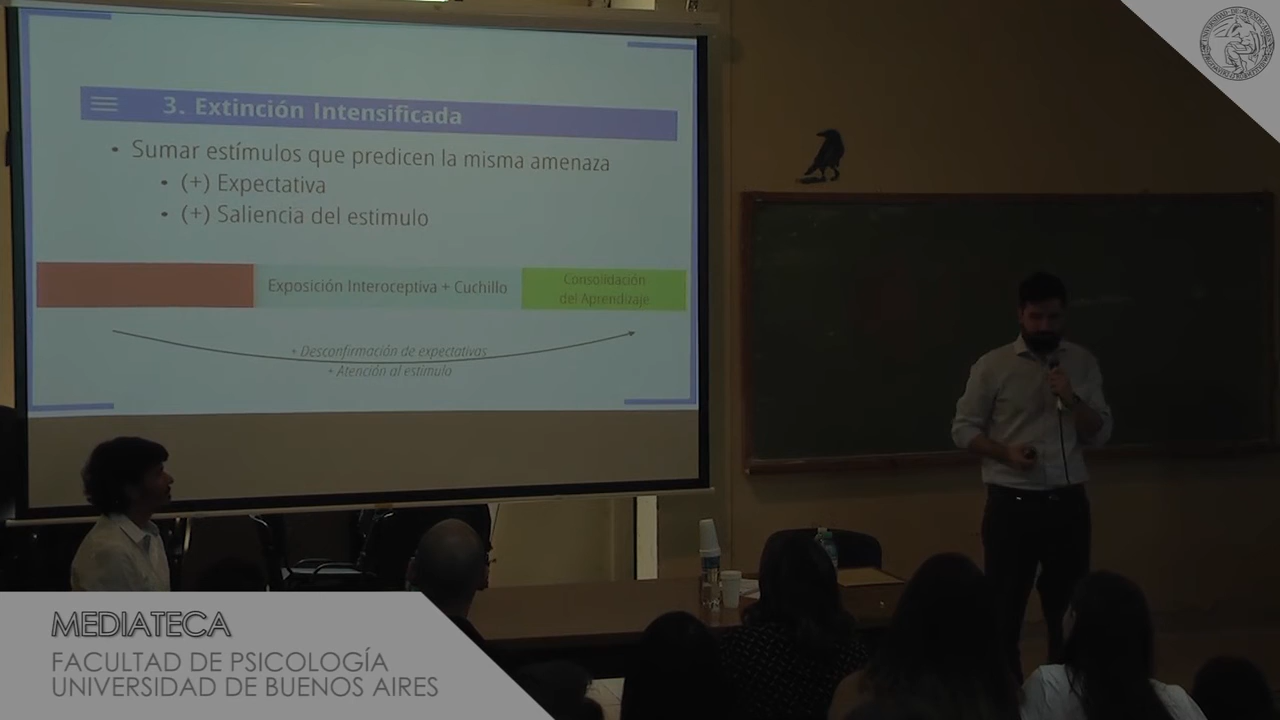 3. Extinción Intensificada
• Sumar estímulos que predicen la misma amenaza
• (+) Expectativa
• (+) Saliencia del estimulo
Exposición Interoceptiva + Cuchillo
Consolidación
del Aprendizaje
+ Desconfirmación de expectativas
+ Atención al estimulo
MEDIATECA
FACULTAD DE PSICOLOGÍA
UNIVERSIDAD DE BUENOS AIRES